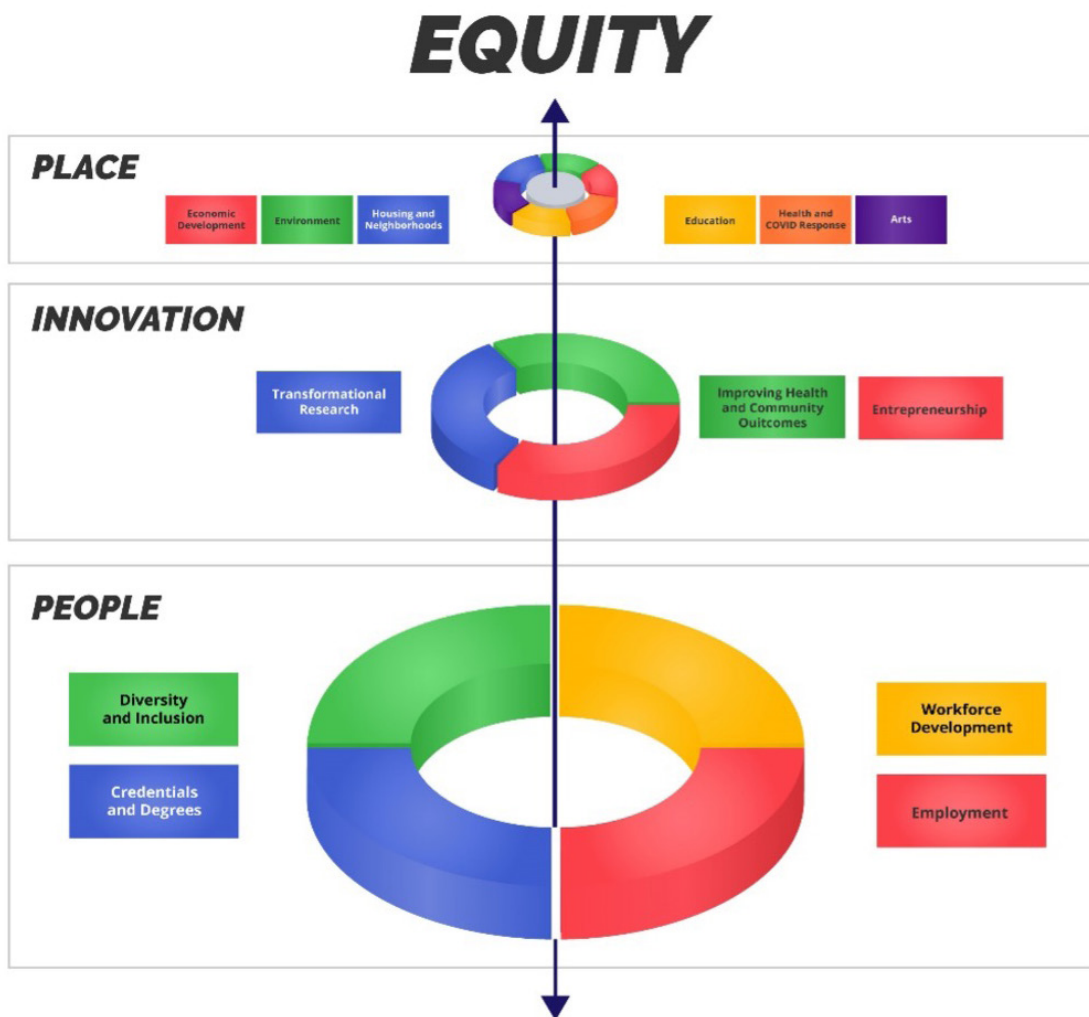 EQUITY
PLACE
Economic
Development
Environment
Housing and
Neighborhoods
Education
Health and
COVID Response
Arts
INNOVATION
Transformational
Research
Improving Health
and Community
Ouitcomes
Entrepreneurship
PEOPLE
Diversity
and Inclusion
Credentials
and Degrees
Workforce
Development
Employment